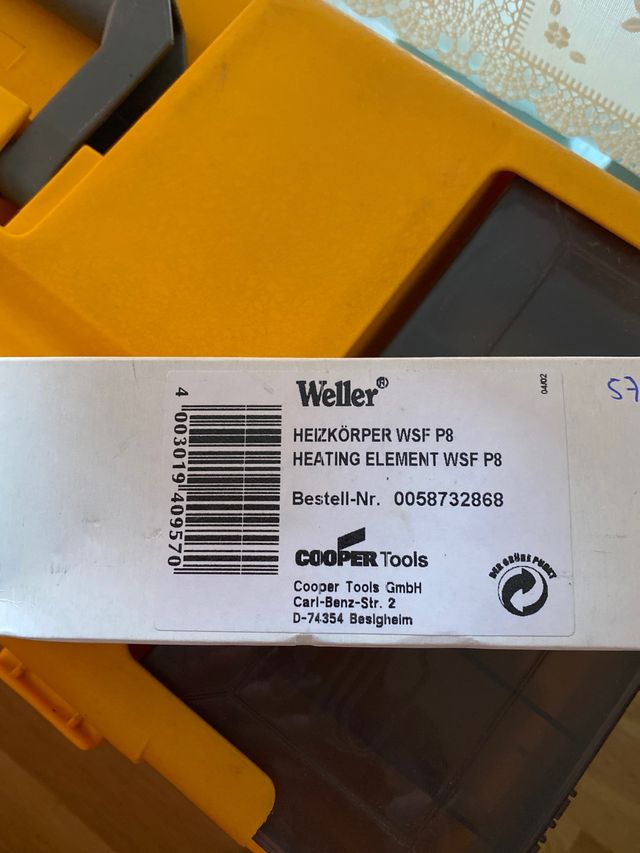 Weller®
04/02
57
HEIZKÖRPER WSF P8
HEATING ELEMENT WSF P8
Bestell-Nr. 0058732868
4 003019 409570
COOPER Tools
DER GRÜNE PUNKT
Cooper Tools GmbH
Carl-Benz-Str. 2
D-74354 Besigheim